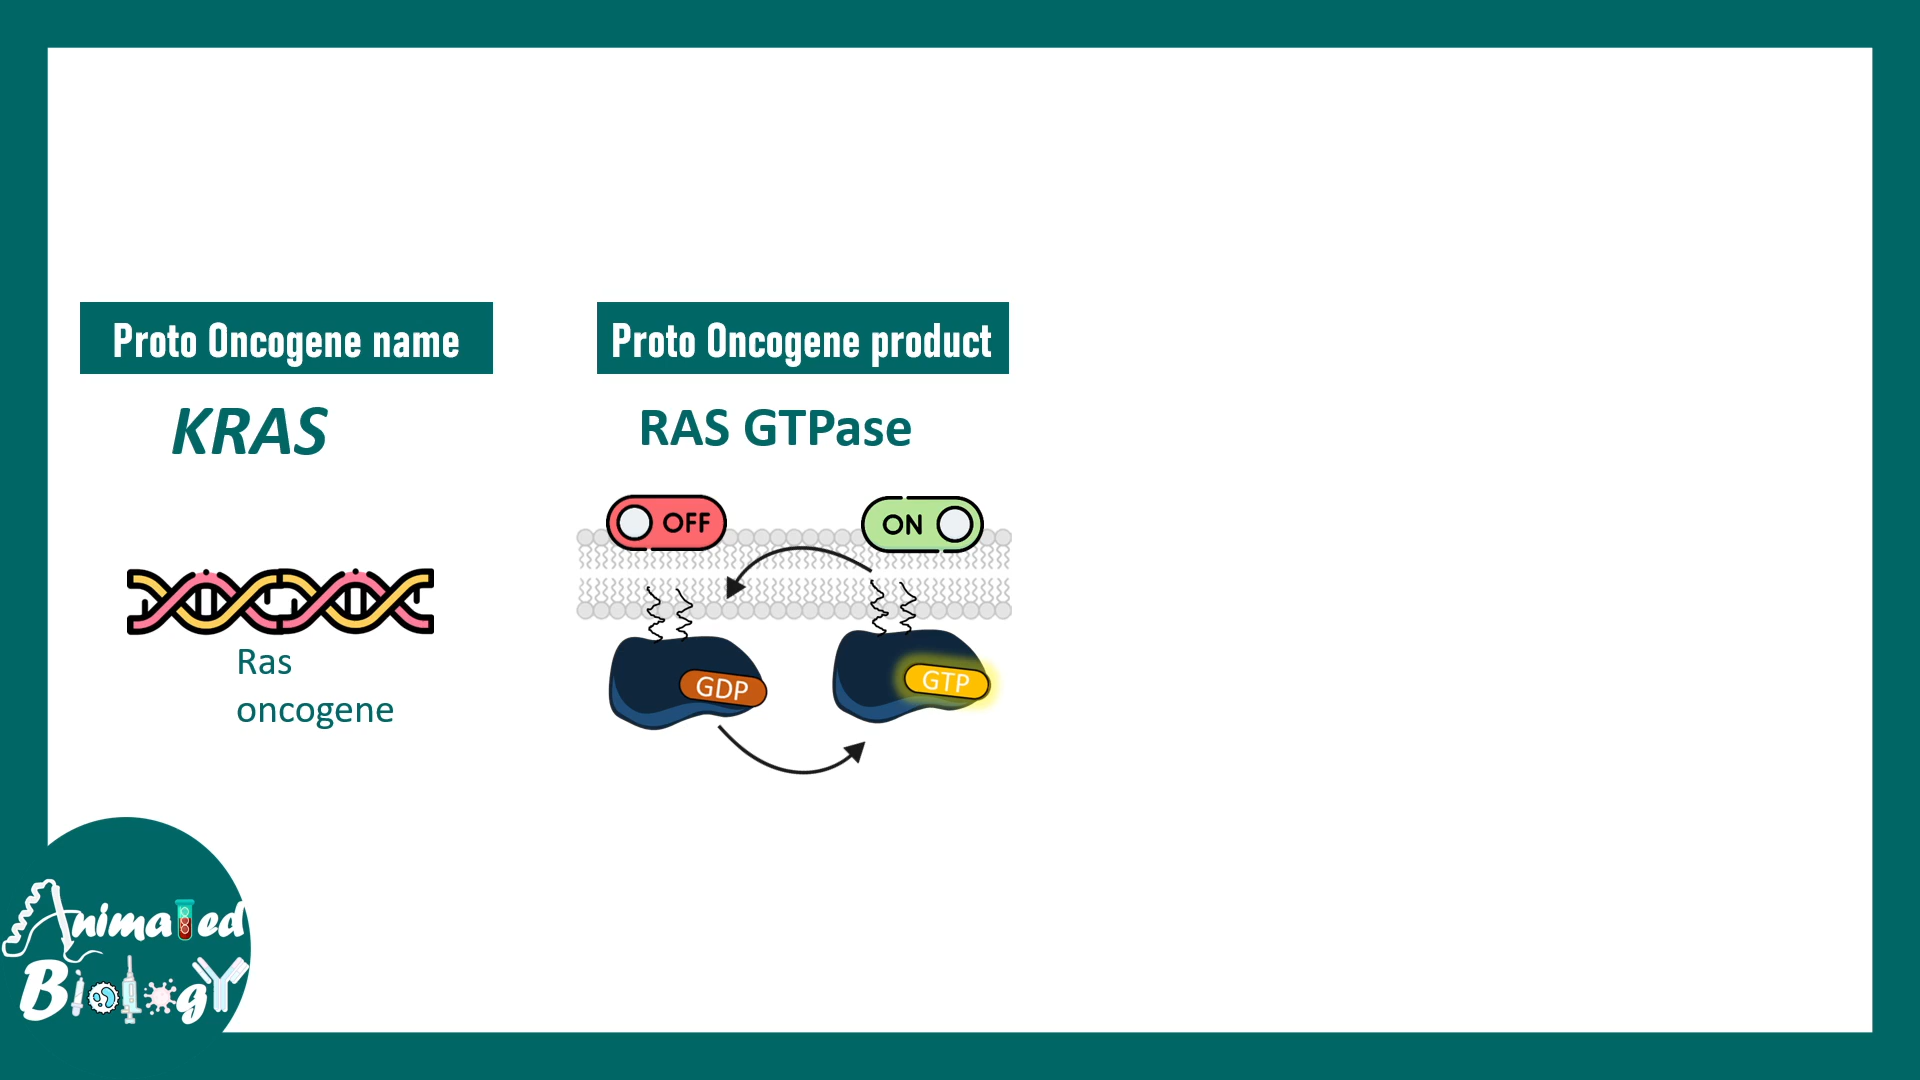 Proto Oncogene name
Proto Oncogene product
KRAS
RAS GTPase
OFF
ON
GDP
GTP
Ras
oncogene
Animated
BiologY